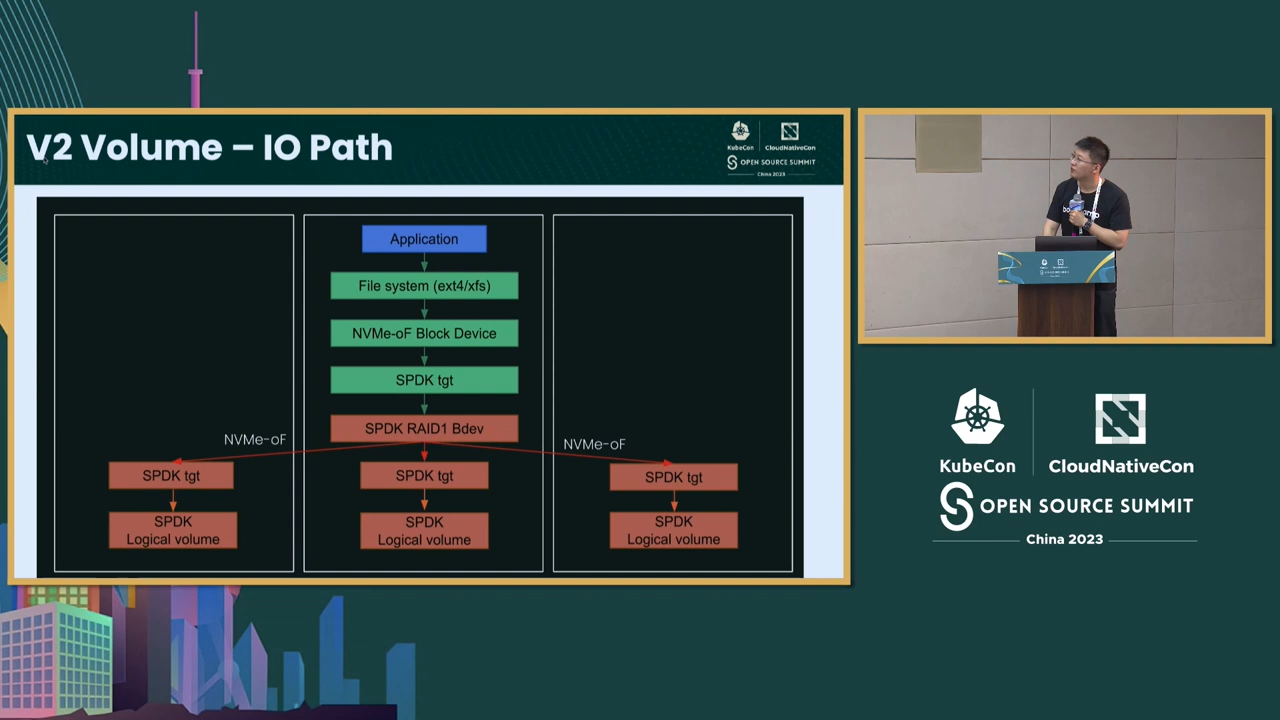 V2 Volume – IO Path
KubeCon
CloudNativeCon
OPEN SOURCE SUMMIT
China 2023
Application
File system (ext4/xfs)
NVMe-oF Block Device
SPDK tgt
SPDK RAID1 Bdev
NVMe-oF
NVMe-oF
SPDK tgt
SPDK tgt
SPDK tgt
SPDK
Logical volume
SPDK
Logical volume
SPDK
Logical volume
KubeCon
CloudNativeCon
OPEN SOURCE SUMMIT
China 2023